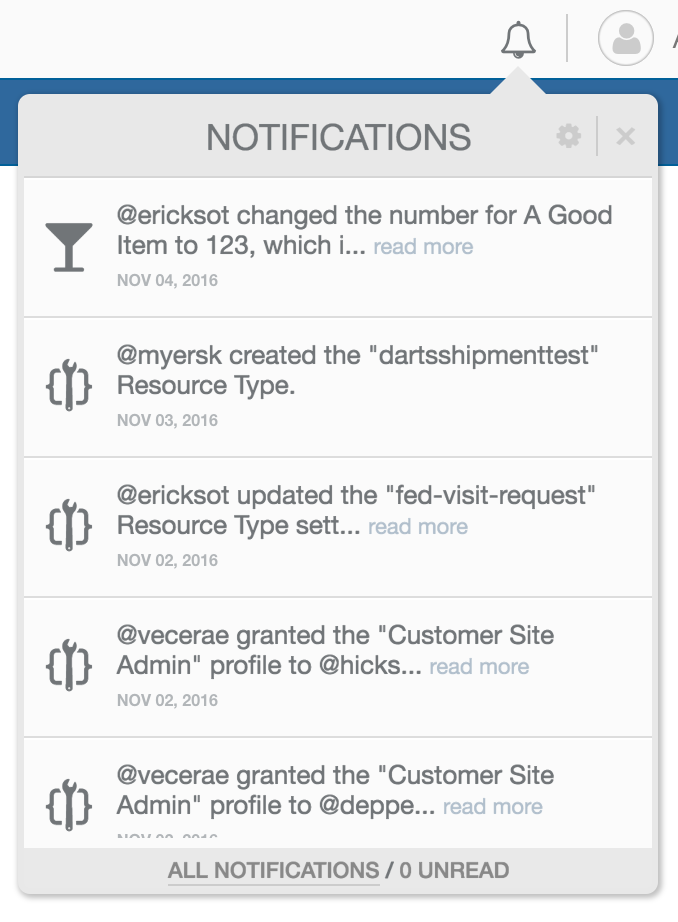 NOTIFICATIONS
@ericksot changed the number for A Good
Item to 123, which i... read more
NOV 04, 2016
@myersk created the "dartsshipmenttest"
Resource Type.
NOV 03, 2016
@ericksot updated the "fed-visit-request"
Resource Type sett... read more
NOV 02, 2016
@vecerae granted the "Customer Site
Admin" profile to @hicks... read more
NOV 02, 2016
@vecerae granted the "Customer Site
Admin" profile to @deppe... read more
ALL NOTIFICATIONS / 0 UNREAD